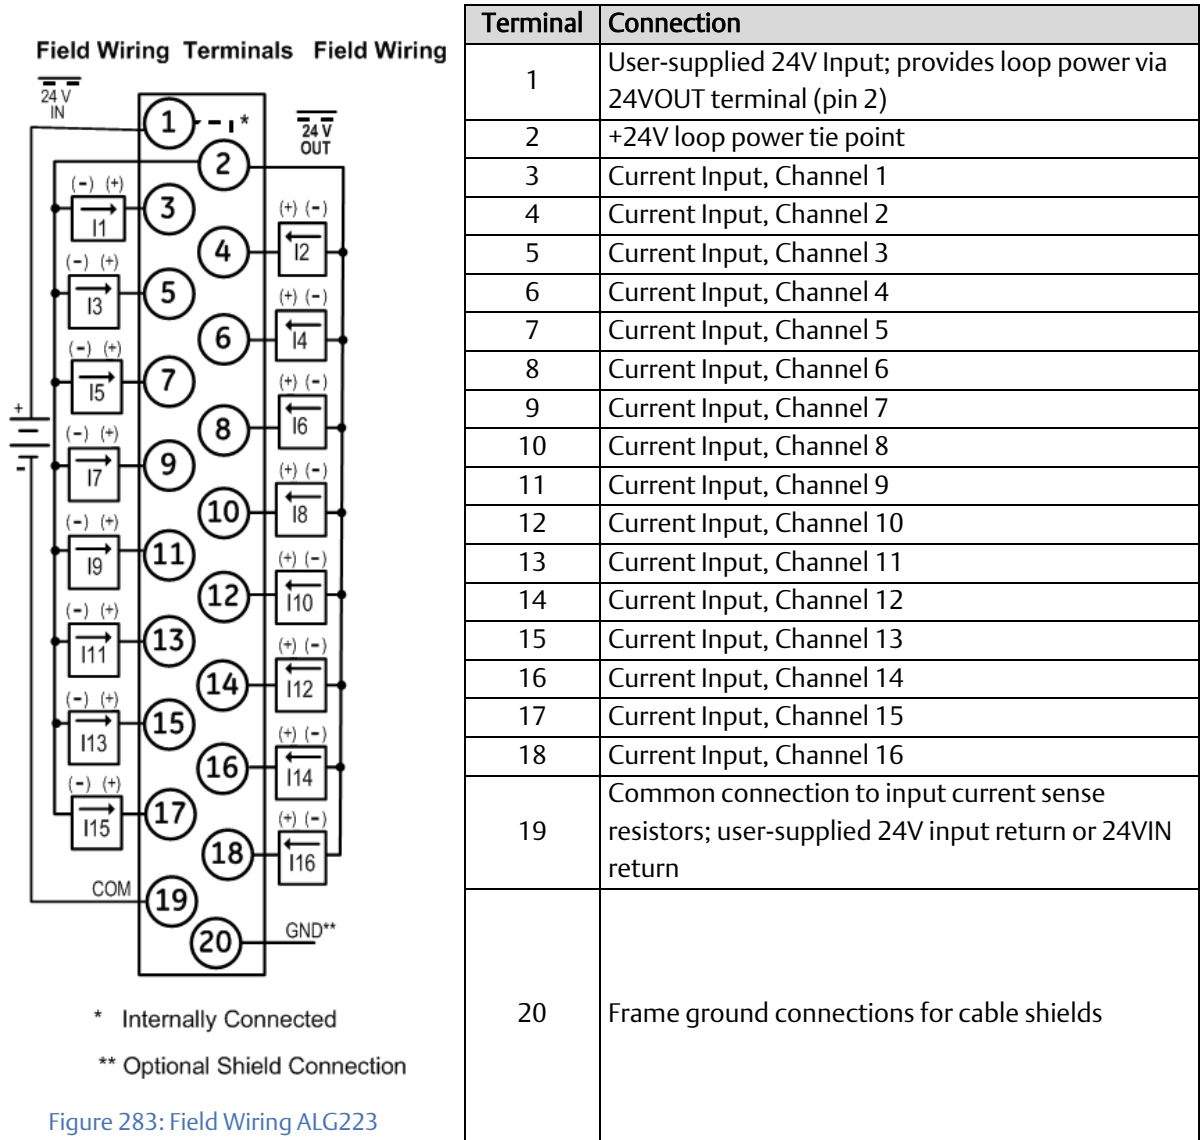 Field Wiring Terminals Field Wiring
24 V
IN
1
*
24 V
OUT
2
(-) (+)
I1
3
(+) (-)
4
I2
(-) (+)
I3
5
(+) (-)
6
I4
(-) (+)
I5
7
(+) (-)
8
I6
+
-
(-) (+)
I7
9
(+) (-)
10
I8
(-) (+)
I9
11
(+) (-)
12
I10
(-) (+)
I11
13
(+) (-)
14
I12
(-) (+)
I13
15
(+) (-)
16
I14
(-) (+)
I15
17
(+) (-)
18
I16
COM
19
20
GND**
* Internally Connected
** Optional Shield Connection
Figure 283: Field Wiring ALG223
Terminal Connection
1 User-supplied 24V Input; provides loop power via
24VOUT terminal (pin 2)
2 +24V loop power tie point
3 Current Input, Channel 1
4 Current Input, Channel 2
5 Current Input, Channel 3
6 Current Input, Channel 4
7 Current Input, Channel 5
8 Current Input, Channel 6
9 Current Input, Channel 7
10 Current Input, Channel 8
11 Current Input, Channel 9
12 Current Input, Channel 10
13 Current Input, Channel 11
14 Current Input, Channel 12
15 Current Input, Channel 13
16 Current Input, Channel 14
17 Current Input, Channel 15
18 Current Input, Channel 16
19 Common connection to input current sense
resistors; user-supplied 24V input return or 24VIN
return
20 Frame ground connections for cable shields